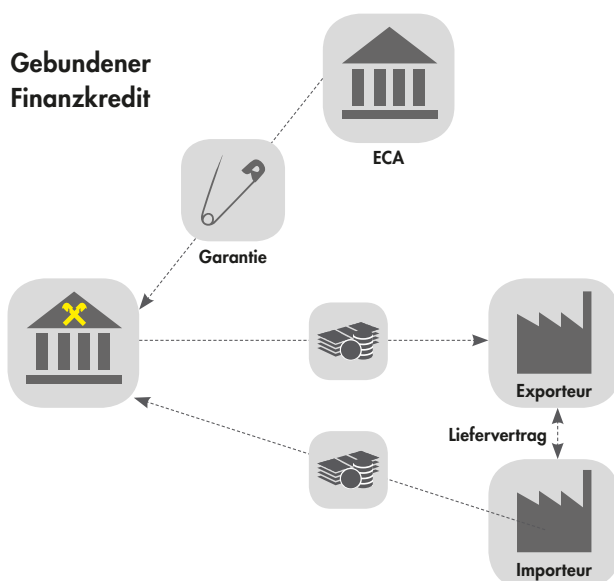 Gebundener
Finanzkredit
ECA
Garantie
Exporteur
Liefervertrag
Importeur